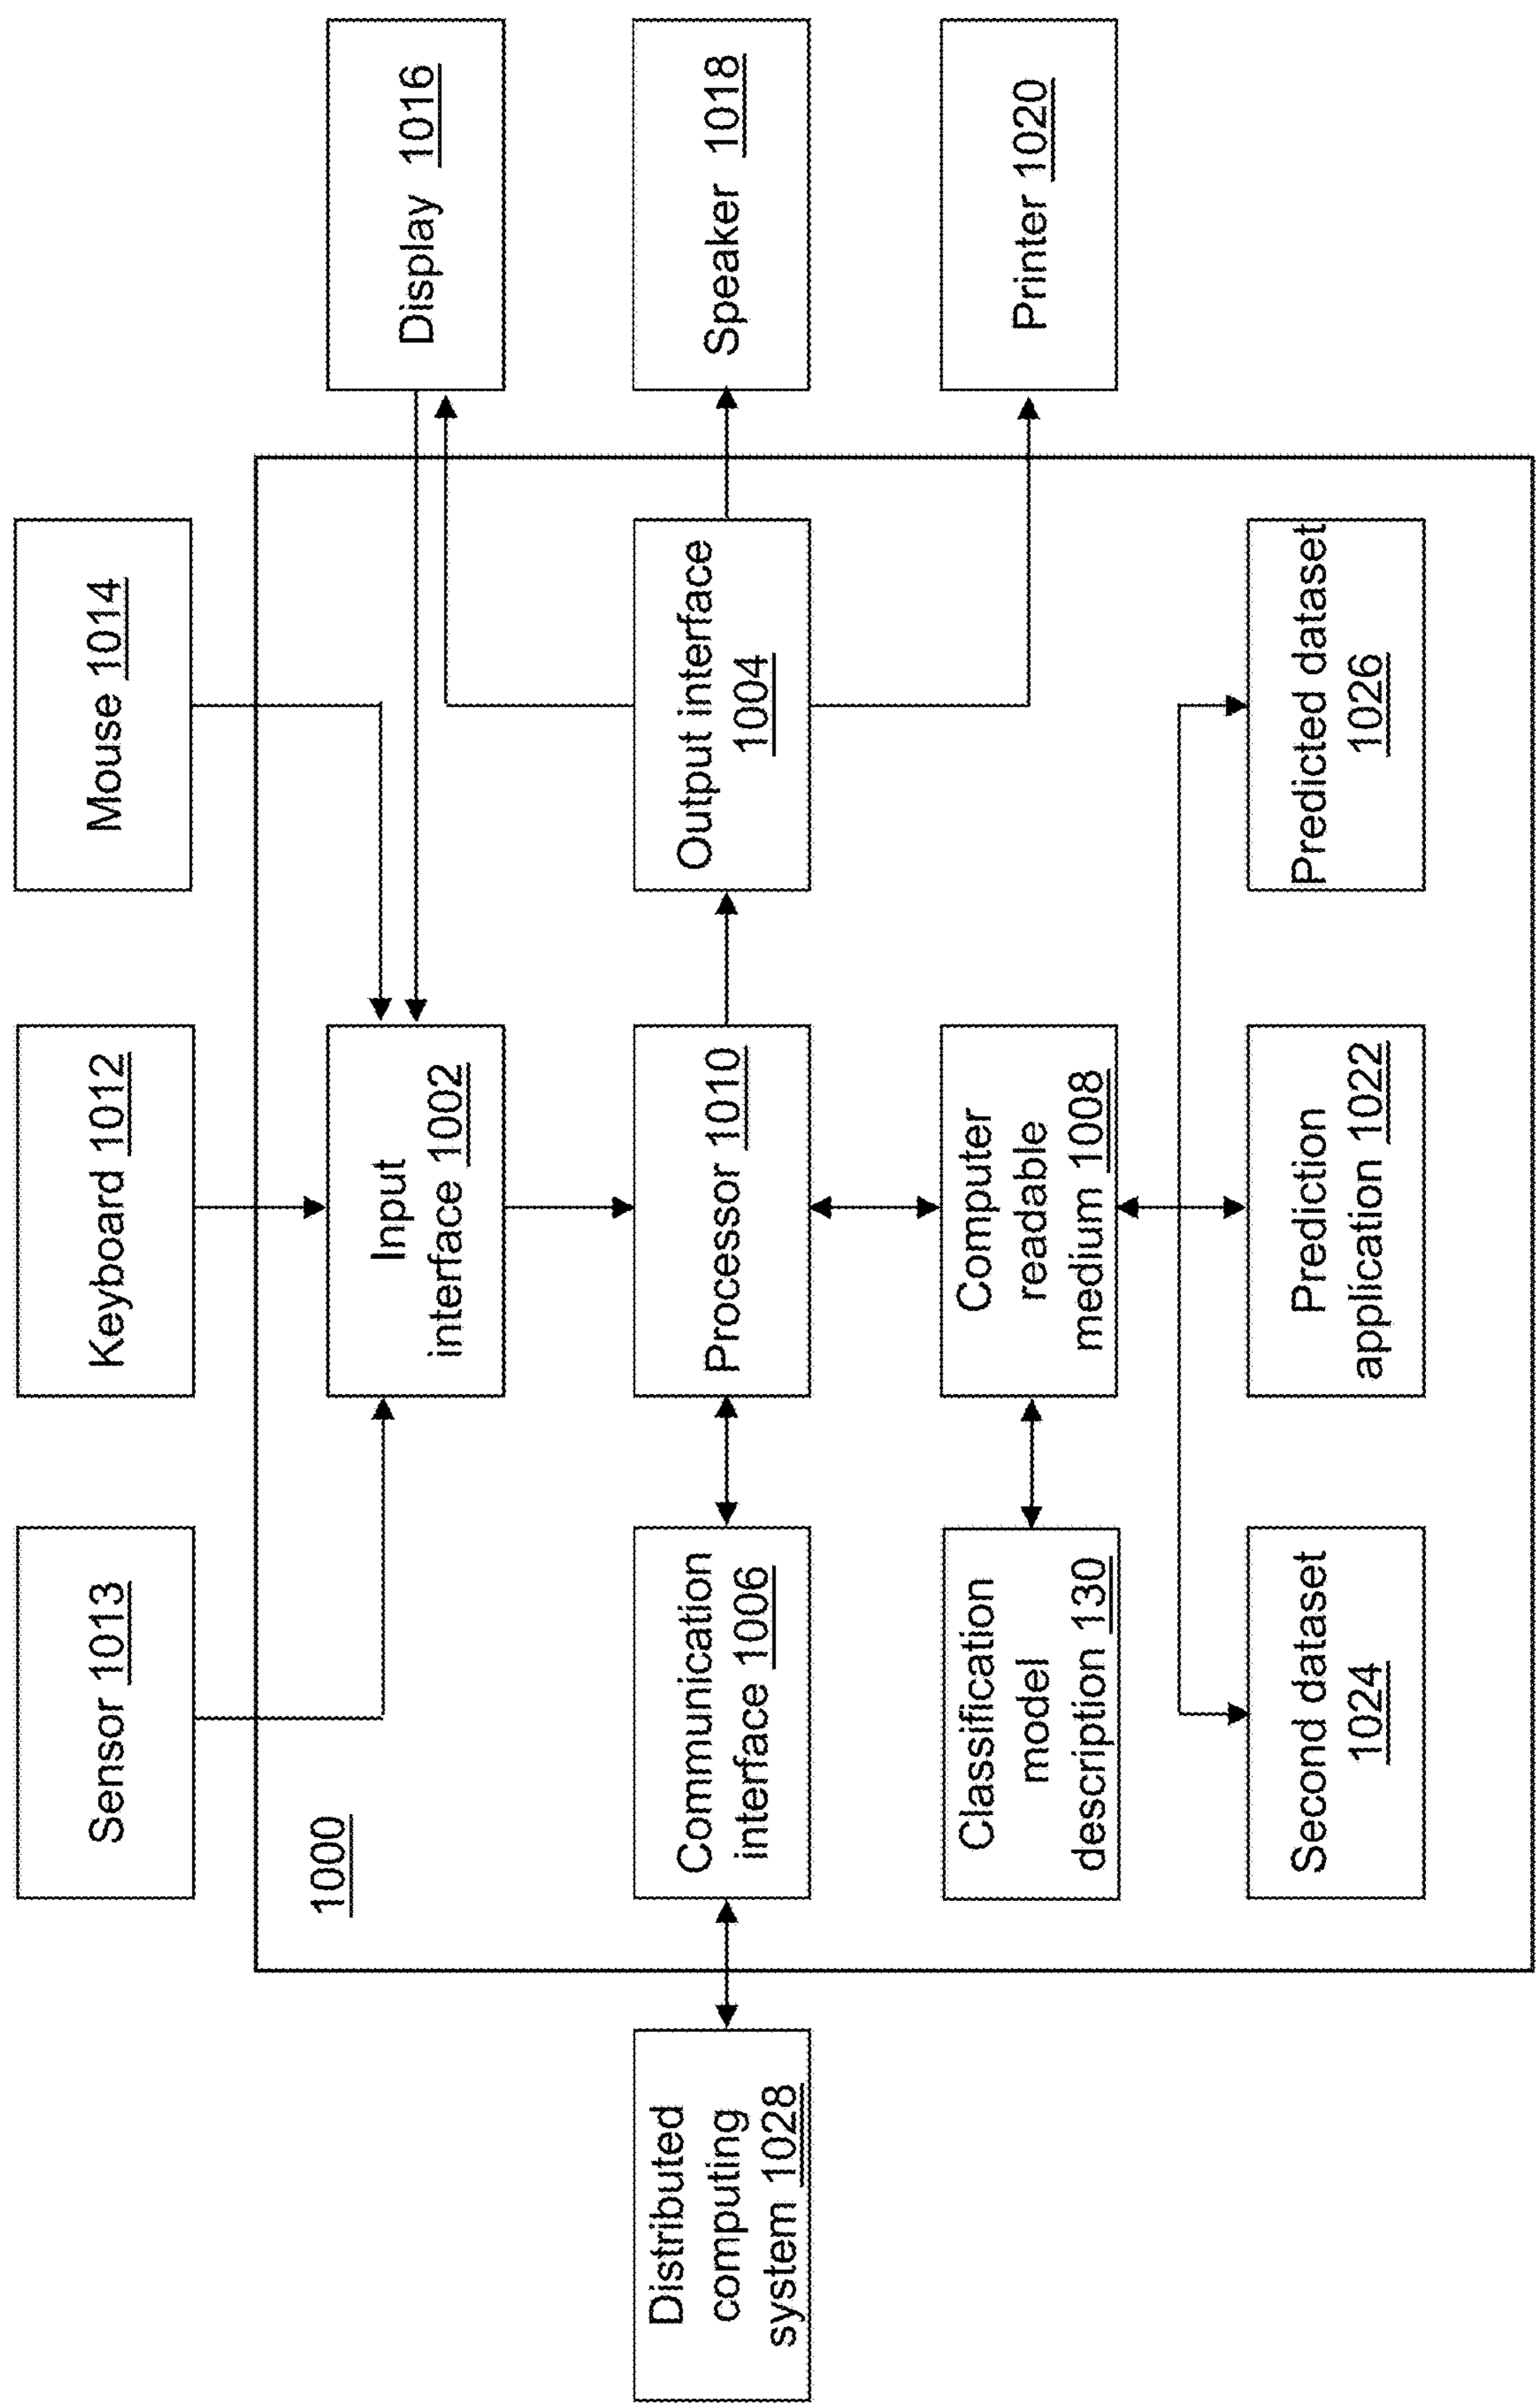 Sensor 1013
Keyboard 1012
Mouse 1014
1000
Input
interface 1002
Display 1016
Distributed
computing
system 1028
Communication
interface 1006
Processor 1010
Output interface
1004
Speaker 1018
Classification
model
description 130
Computer
readable
medium 1008
Printer 1020
Second dataset
1024
Prediction
application 1022
Predicted dataset
1026